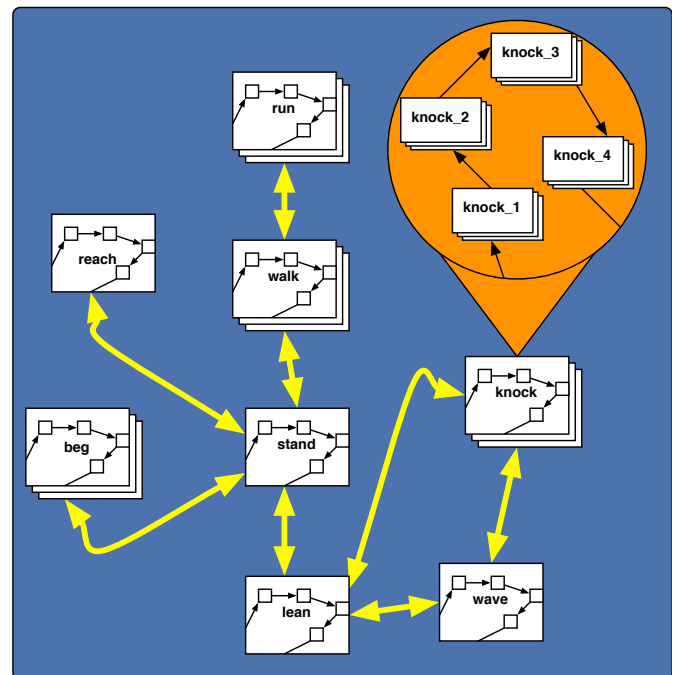 knock_3
run
knock_2
knock_4
knock_1
reach
walk
knock
beg
stand
lean
wave